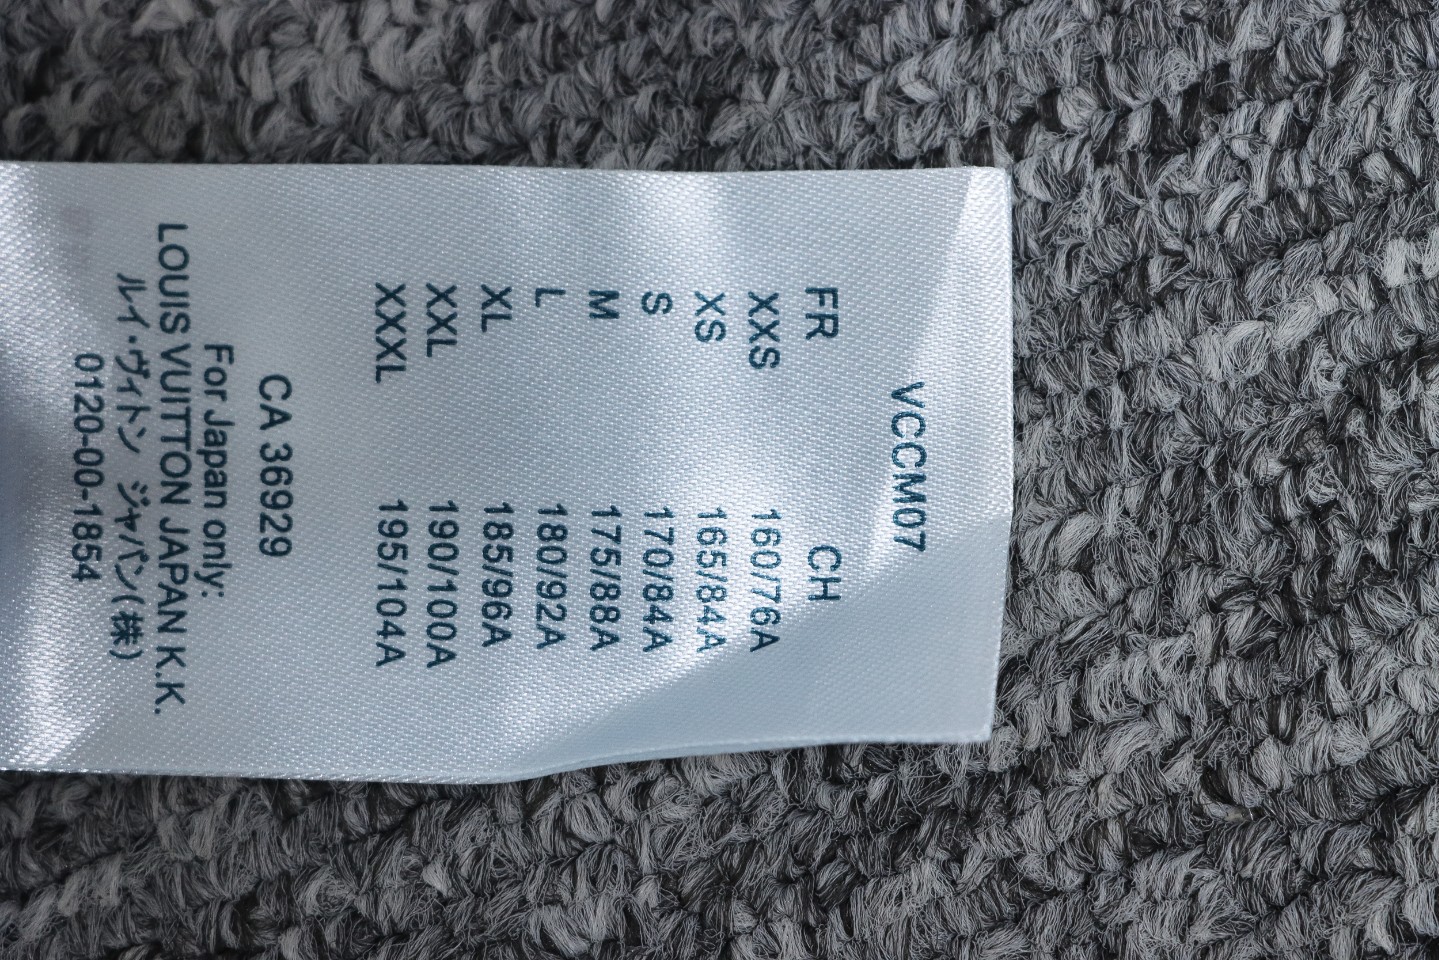 VCCM07
FR CH
XXS 160/76A
XS 165/84A
S 170/84A
M 175/88A
L 180/92A
XL 185/96A
XXL 190/100A
XXXL 195/104A
CA 36929
For Japan only:
LOUIS VUITTON JAPAN K.K.
ルイ・ヴィトン ジャパン(株)
0120-00-1854